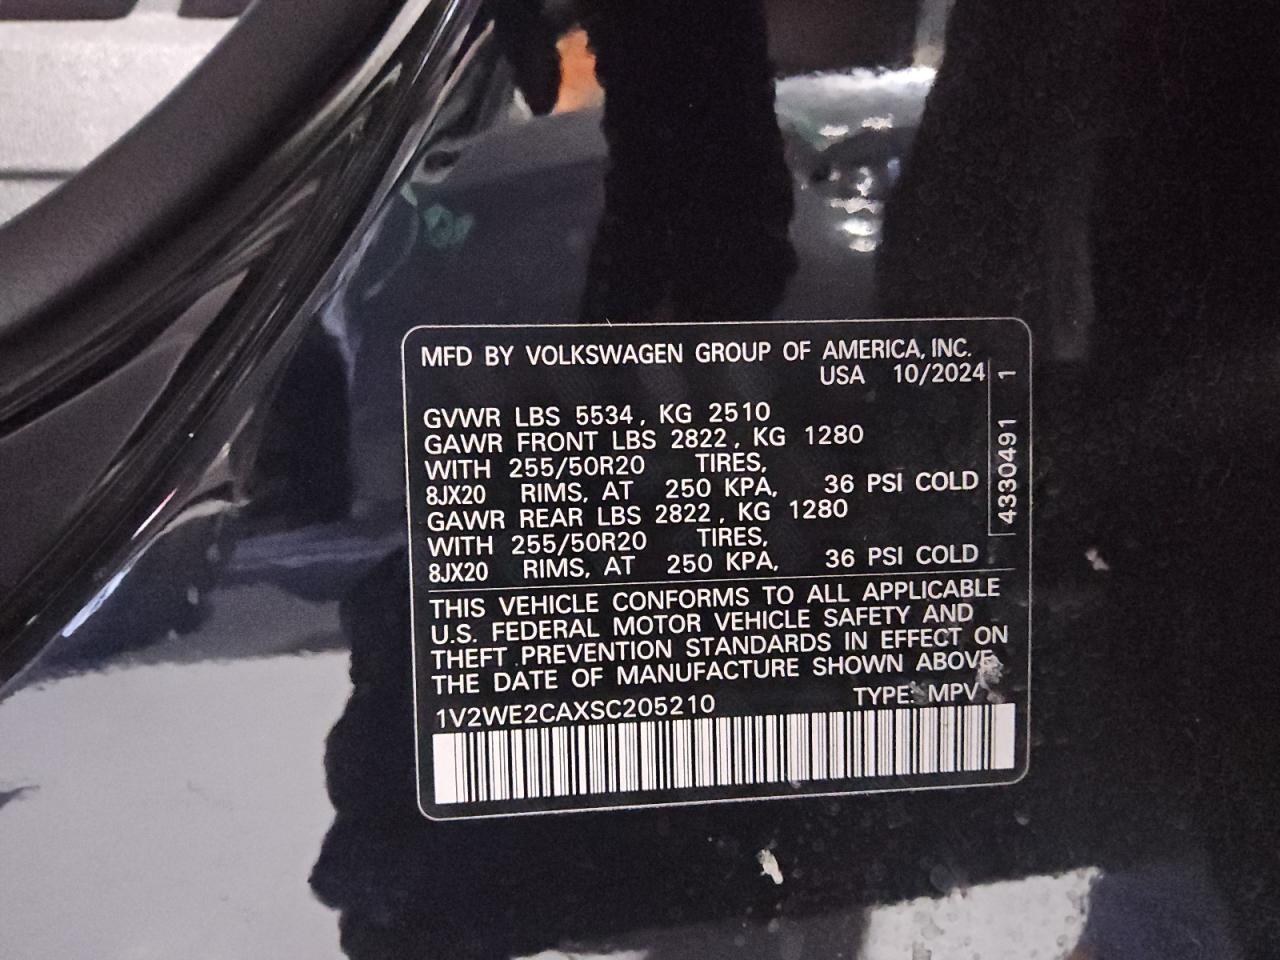 MFD BY VOLKSWAGEN GROUP OF AMERICA, INC.
USA 10/2024
GVWR LBS 5534, KG 2510
GAWR FRONT LBS 2822, KG 1280
WITH 255/50R20 TIRES,
8JX20 RIMS, AT 250 KPA, 36 PSI COLD
GAWR REAR LBS 2822, KG 1280
WITH 255/50R20 TIRES,
8JX20 RIMS, AT 250 KPA, 36 PSI COLD
THIS VEHICLE CONFORMS TO ALL APPLICABLE
U.S. FEDERAL MOTOR VEHICLE SAFETY AND
THEFT PREVENTION STANDARDS IN EFFECT ON
THE DATE OF MANUFACTURE SHOWN ABOVE.
TYPE: MPV
1V2WE2CAXSC205210
4330491 1